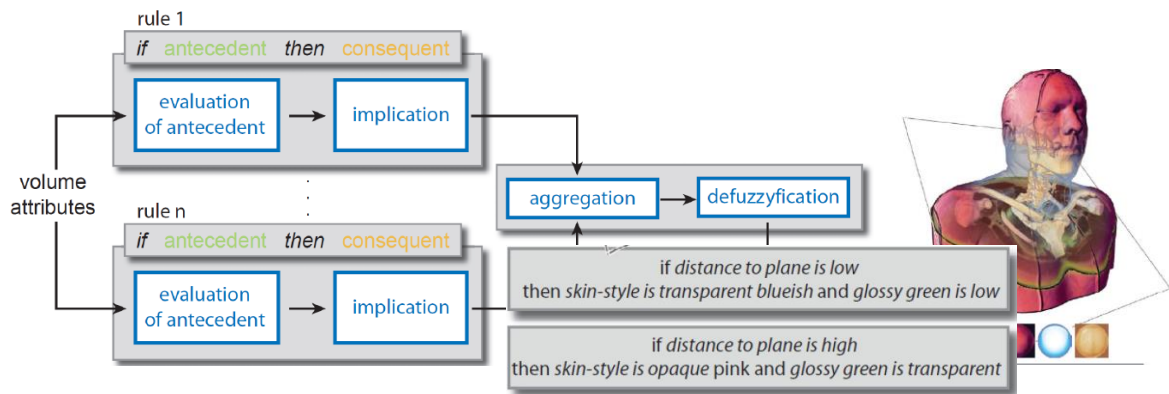 rule 1
if antecedent then consequent
evaluation
of antecedent
implication
volume
attributes
aggregation
defuzzyfication
rule n
if antecedent then consequent
evaluation
of antecedent
implication
if distance to plane is low
then skin-style is transparent blueish and glossy green is low
if distance to plane is high
then skin-style is opaque pink and glossy green is transparent